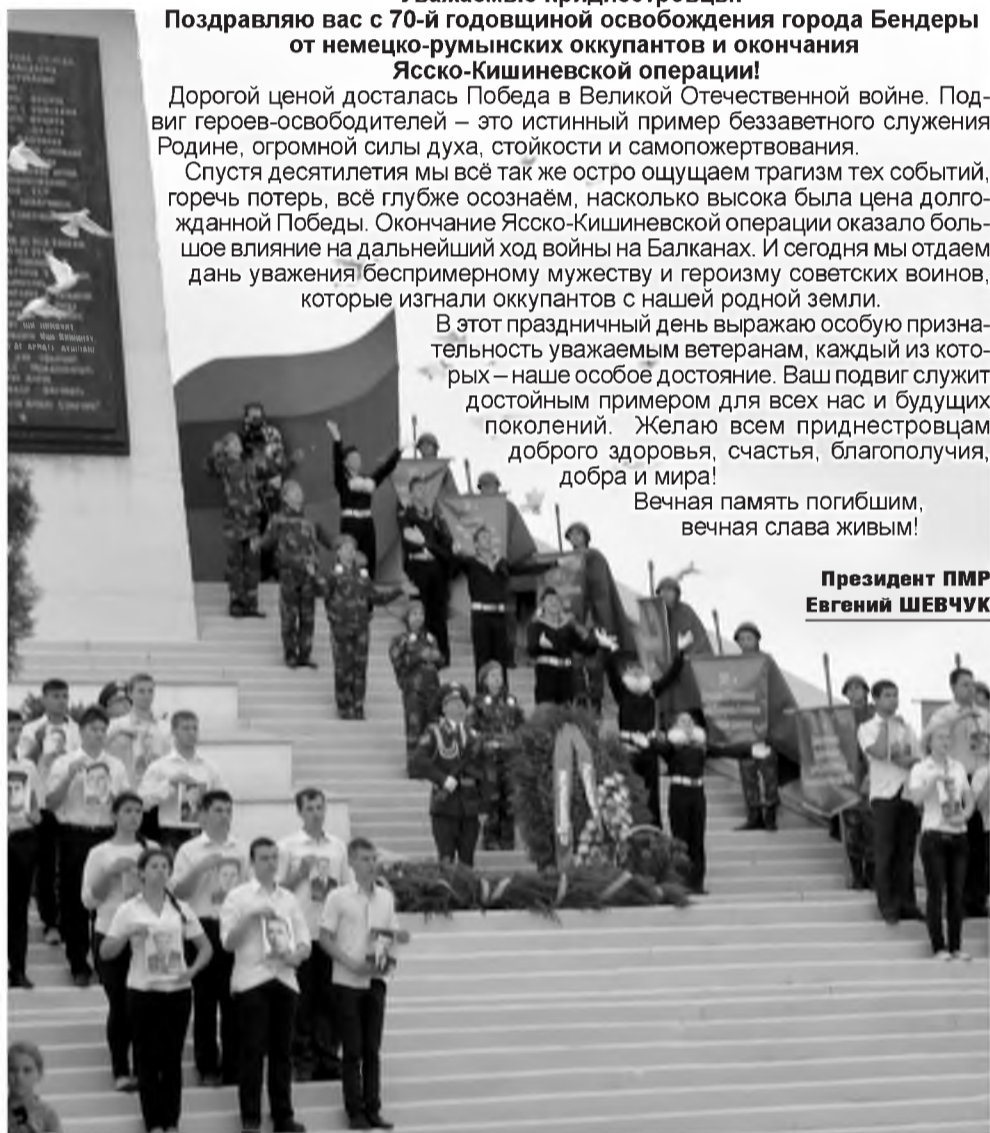 Уважаемые приднестровцы!
Поздравляю вас с 70-й годовщиной освобождения города Бендеры
от немецко-румынских оккупантов и окончания
Ясско-Кишиневской операции!
Дорогой ценой досталась Победа в Великой Отечественной войне. Под-
виг героев-освободителей – это истинный пример беззаветного служения
Родине, огромной силы духа, стойкости и самопожертвования.
Спустя десятилетия мы всё так же остро ощущаем трагизм тех событий,
горечь потерь, всё глубже осознаём, насколько высока была цена долго-
жданной Победы. Окончание Ясско-Кишиневской операции оказало боль-
шое влияние на дальнейший ход войны на Балканах. И сегодня мы отдаем
дань уважения беспримерному мужеству и героизму советских воинов,
которые изгнали оккупантов с нашей родной земли.
В этот праздничный день выражаю особую призна-
тельность уважаемым ветеранам, каждый из кото-
рых – наше особое достояние. Ваш подвиг служит
достойным примером для всех нас и будущих
поколений. Желаю всем приднестровцам
доброго здоровья, счастья, благополучия,
добра и мира!
Вечная память погибшим,
вечная слава живым!
Президент ПМР
Евгений ШЕВЧУК